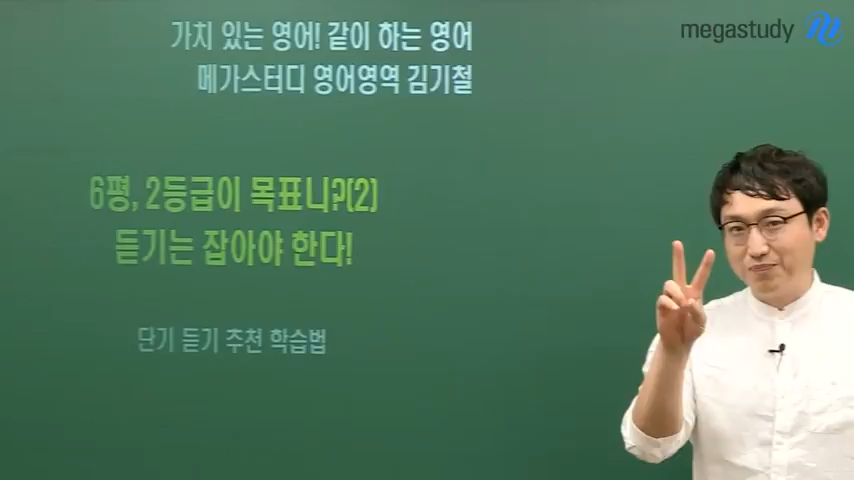 megastudy
가치 있는 영어! 같이 하는 영어
메가스터디 영어영역 김기철
6평, 2등급이 목표니?(2)
듣기는 잡아야 한다!
단기 듣기 추천 학습법